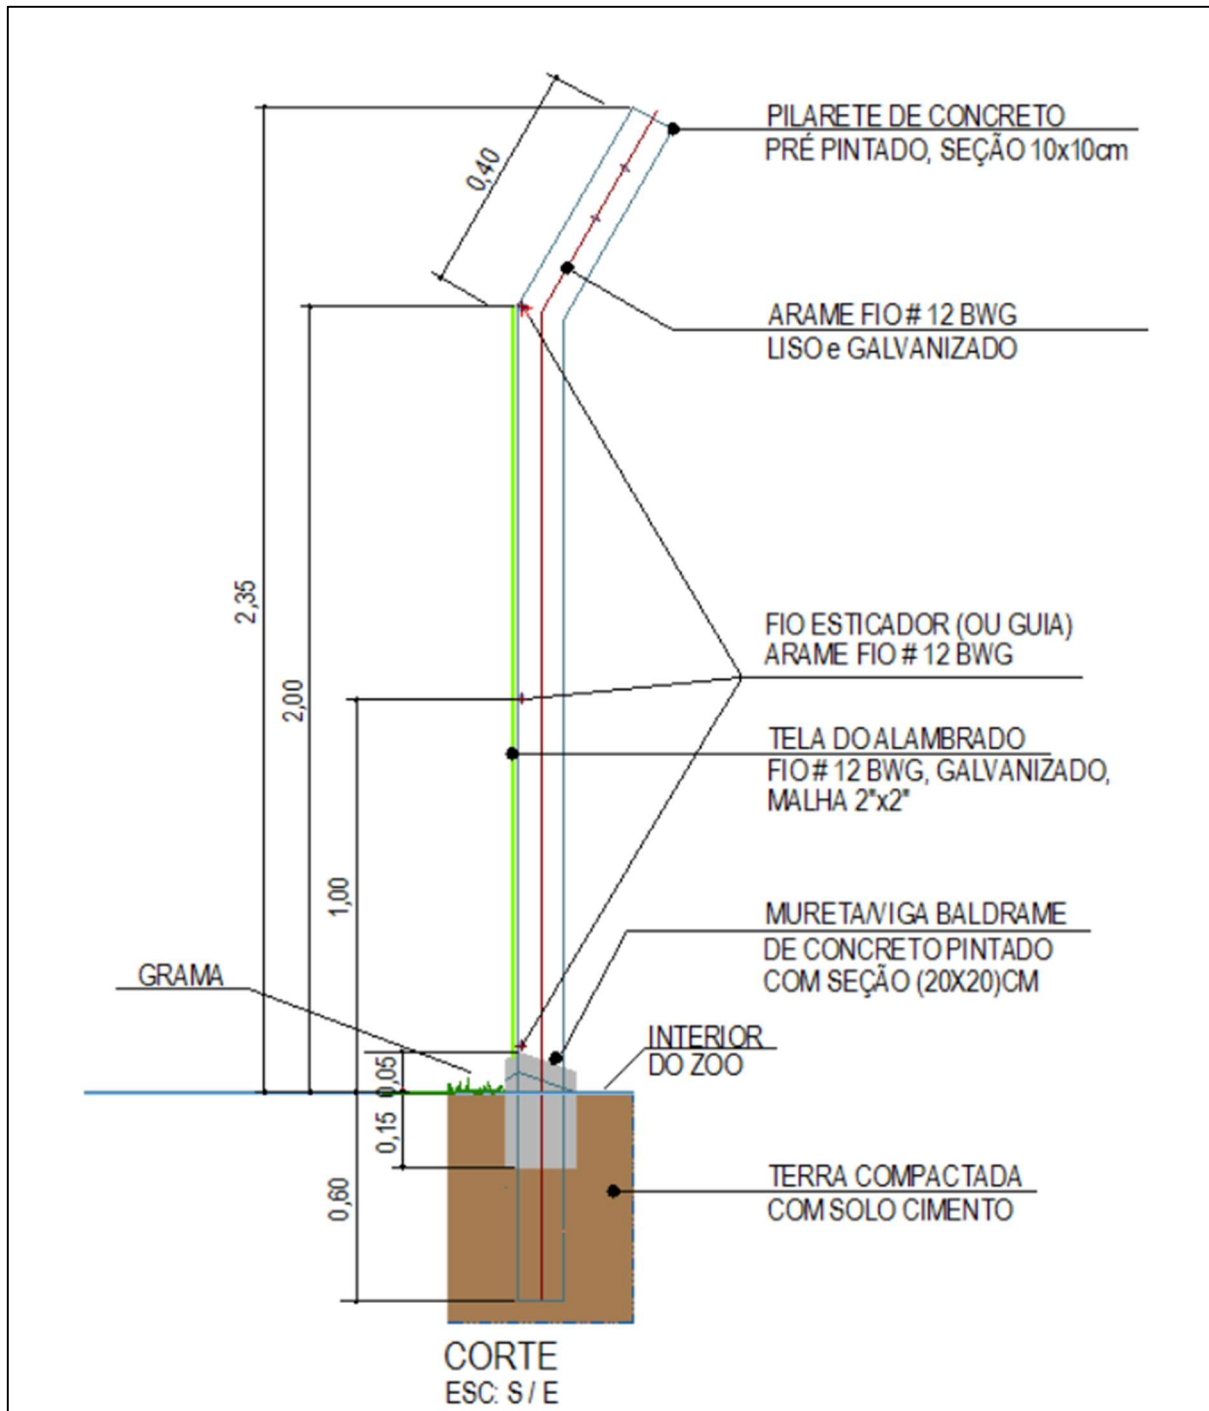 PILARETE DE CONCRETO
PRÉ PINTADO, SEÇÃO 10x10cm
0,40
ARAME FIO # 12 BWG
LISO e GALVANIZADO
2,35
2,00
FIO ESTICADOR (OU GUIA)
ARAME FIO # 12 BWG
TELA DO ALAMBRADO
FIO # 12 BWG, GALVANIZADO,
MALHA 2"x2"
1,00
MURETA/VIGA BALDRAME
DE CONCRETO PINTADO
COM SEÇÃO (20X20)CM
GRAMA
INTERIOR
DO ZOO
0,05
0,15
0,60
TERRA COMPACTADA
COM SOLO CIMENTO
CORTE
ESC: S / E